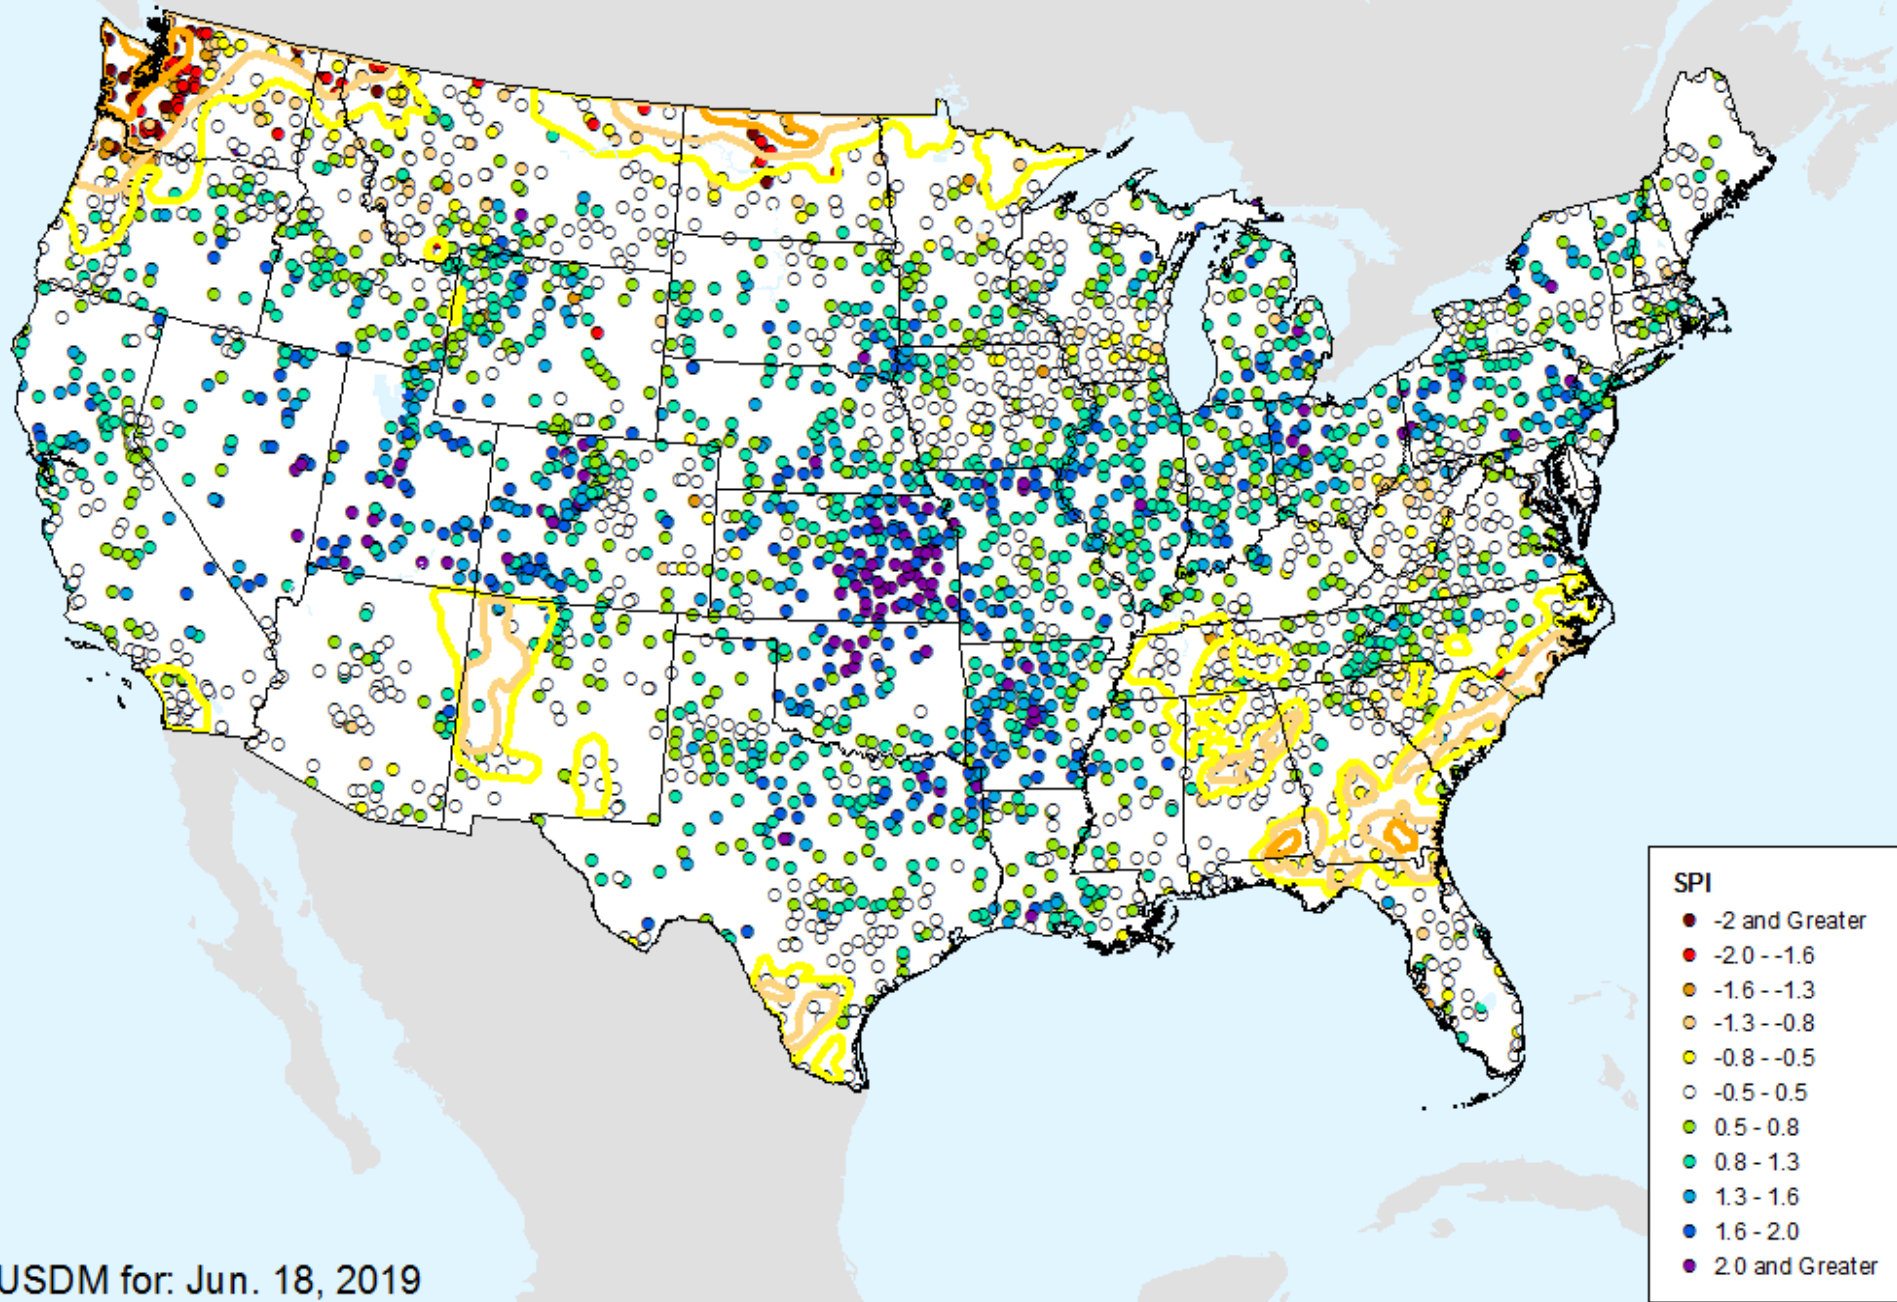 SPI
-2 and Greater
-2.0 - -1.6
-1.6 - -1.3
-1.3 - -0.8
-0.8 - -0.5
-0.5 - 0.5
0.5 - 0.8
0.8 - 1.3
1.3 - 1.6
1.6 - 2.0
2.0 and Greater
USDM for: Jun. 18, 2019